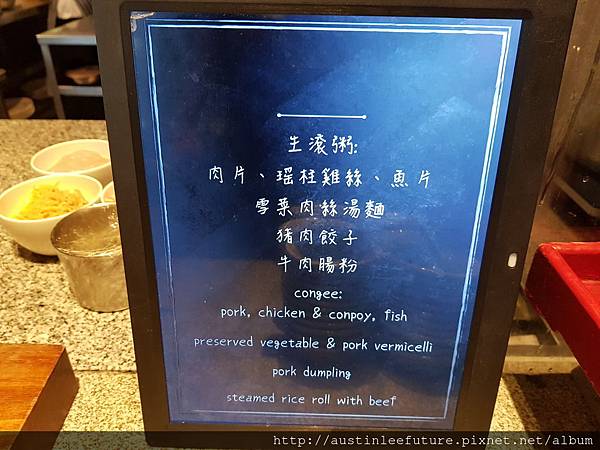 生滾粥:
肉片、瑶柱雞絲、魚片
雪菜肉絲湯麵
豬肉餃子
牛肉腸粉
congee:
pork, chicken & conpoy, fish
preserved vegetable & pork vermicelli
pork dumpling
steamed rice roll with beef
http://austinleefuture.pixnet.net/album